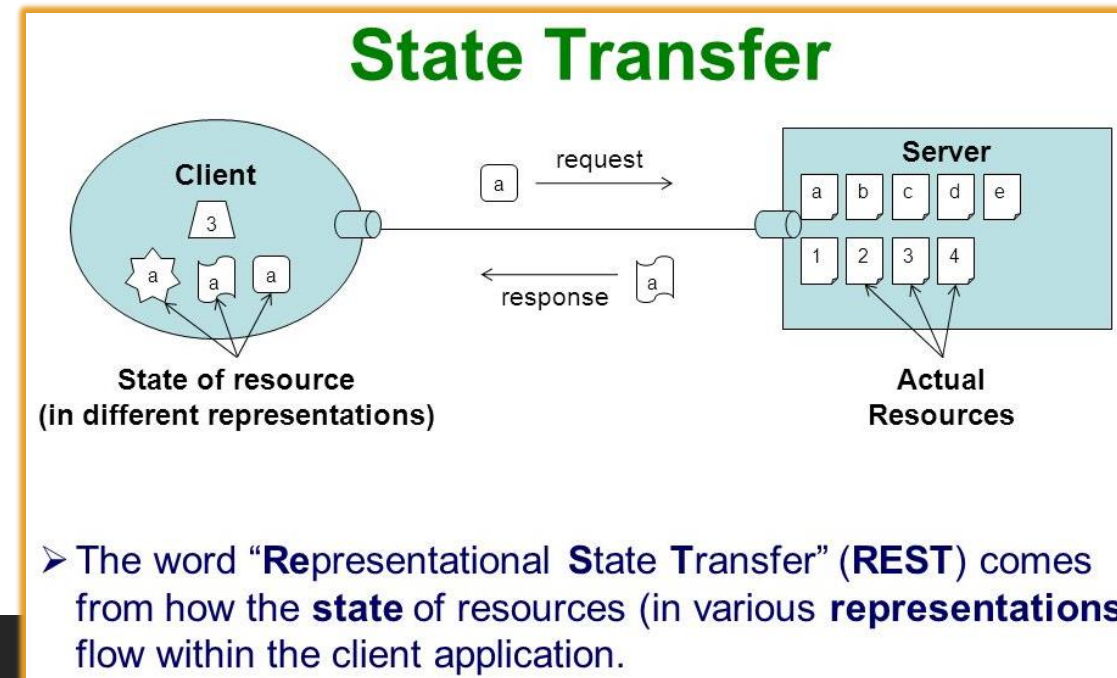 State Transfer
Client
3
a a a
State of resource
(in different representations)
a request
response a
Server
a b c d e
1 2 3 4
Actual
Resources
➢ The word “Representational State Transfer” (REST) comes
from how the state of resources (in various representations
flow within the client application.